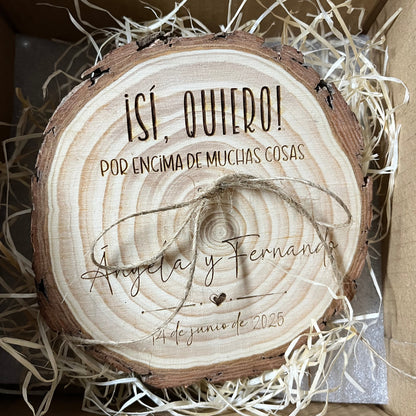 ¡SÍ, QUIERO!
POR ENCIMA DE MUCHAS COSAS
Ángela y Fernando
14 de junio de 2025